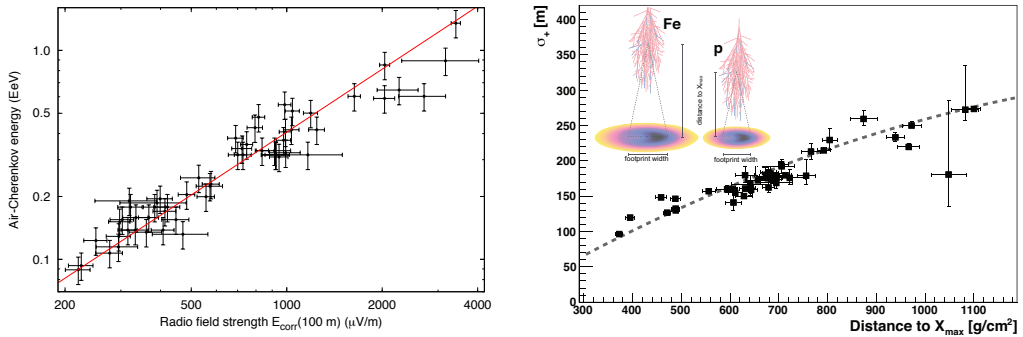 Air-Cherenkov energy (EeV)
1.0
0.5
0.2
0.1
200
500
1000
2000
4000
Radio field strength E_corr(100 m) (μV/m)
σ₊ [m]
400
350
300
250
200
150
100
50
0
300 400 500 600 700 800 900 1000 1100
Distance to X_max [g/cm²]
Fe
p
distance to X_max
footprint width
footprint width